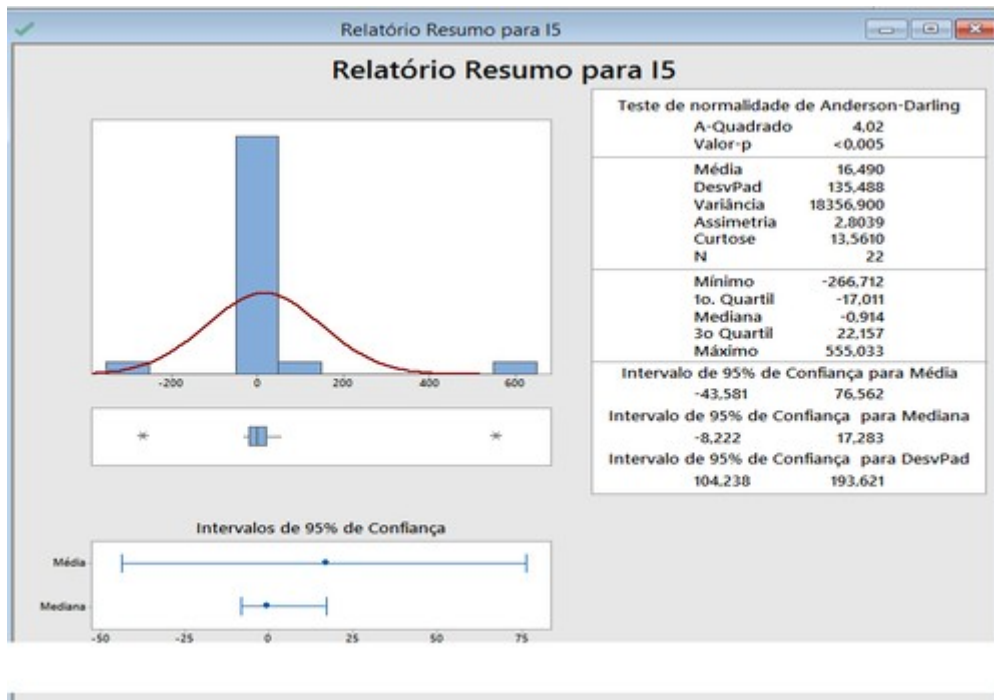 Relatório Resumo para I5
Relatório Resumo para I5
-200 0 200 400 600
Intervalos de 95% de Confiança
Média
Mediana
-50 -25 0 25 50 75
Teste de normalidade de Anderson-Darling
A-Quadrado 4,02
Valor-p <0,005
Média 16,490
DesvPad 135,488
Variância 18356,900
Assimetria 2,8039
Curtose 13,5610
N 22
Mínimo -266,712
1o. Quartil -17,011
Mediana -0,914
3o Quartil 22,157
Máximo 555,033
Intervalo de 95% de Confiança para Média
-43,581 76,562
Intervalo de 95% de Confiança para Mediana
-8,222 17,283
Intervalo de 95% de Confiança para DesvPad
104,238 193,621